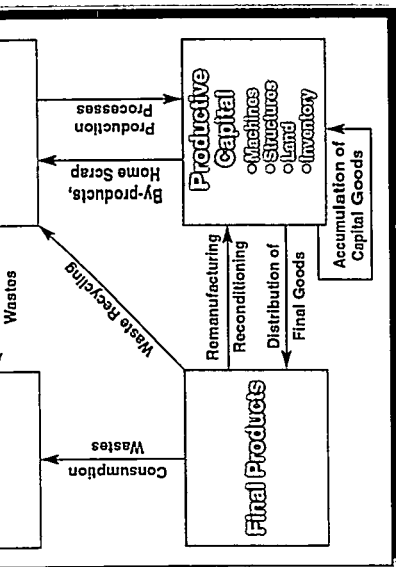 Production
Processes
By-products,
Home Scrap
Productive
Capital
○Machines
○Structures
○Land
○Inventory
Accumulation of
Capital Goods
Wastes
Waste Recycling
Remanufacturing
Reconditioning
Distribution of
Final Goods
Consumption
Wastes
Final Products